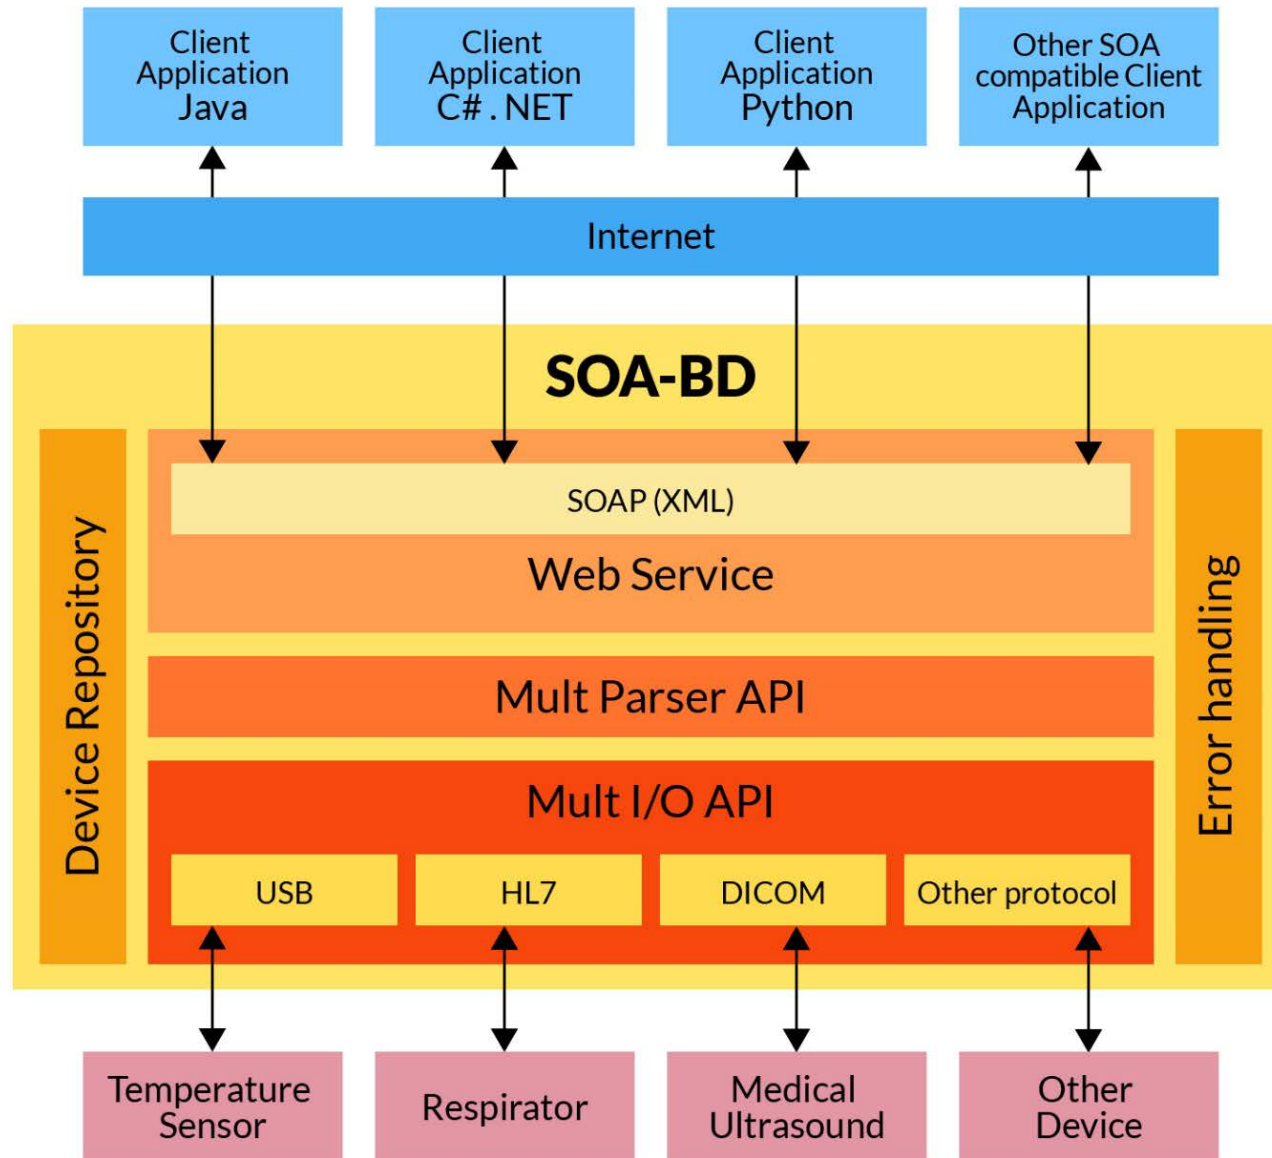 Client
Application
Java
Client
Application
C# . NET
Client
Application
Python
Other SOA
compatible Client
Application
Internet
SOA-BD
Device Repository
SOAP (XML)
Web Service
Mult Parser API
Mult I/O API
USB
HL7
DICOM
Other protocol
Error handling
Temperature
Sensor
Respirator
Medical
Ultrasound
Other
Device